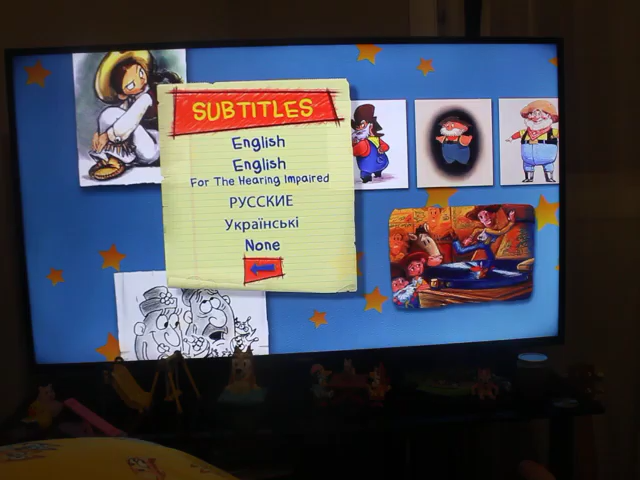 SUBTITLES
English
English
For The Hearing Impaired
РУССКИЕ
Українські
None